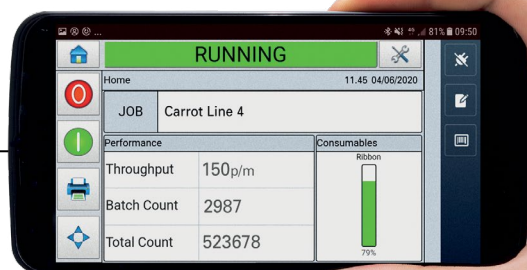 81% 09:50
RUNNING
Home 11.45 04/06/2020
JOB Carrot Line 4
Performance Consumables
Throughput 150p/m Ribbon
Batch Count 2987
Total Count 523678
79%